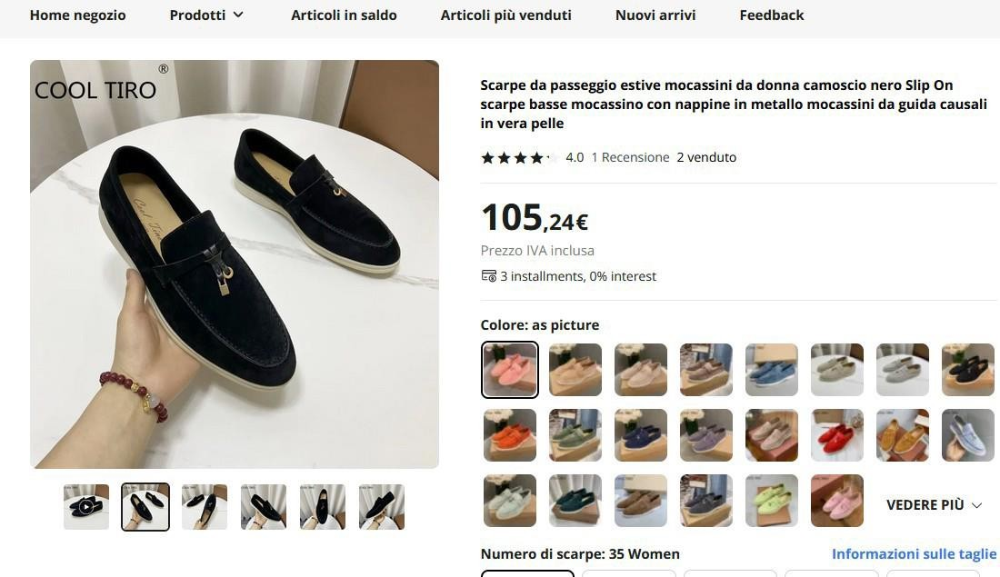 Home negozio
Prodotti
Articoli in saldo
Articoli più venduti
Nuovi arrivi
Feedback
COOL TIRO®
Scarpe da passeggio estive mocassini da donna camoscio nero Slip On
scarpe basse mocassino con nappine in metallo mocassini da guida causali
in vera pelle
4.0 1 Recensione 2 venduto
105,24€
Prezzo IVA inclusa
3 installments, 0% interest
Colore: as picture
VEDERE PIÙ
Numero di scarpe: 35 Women
Informazioni sulle taglie